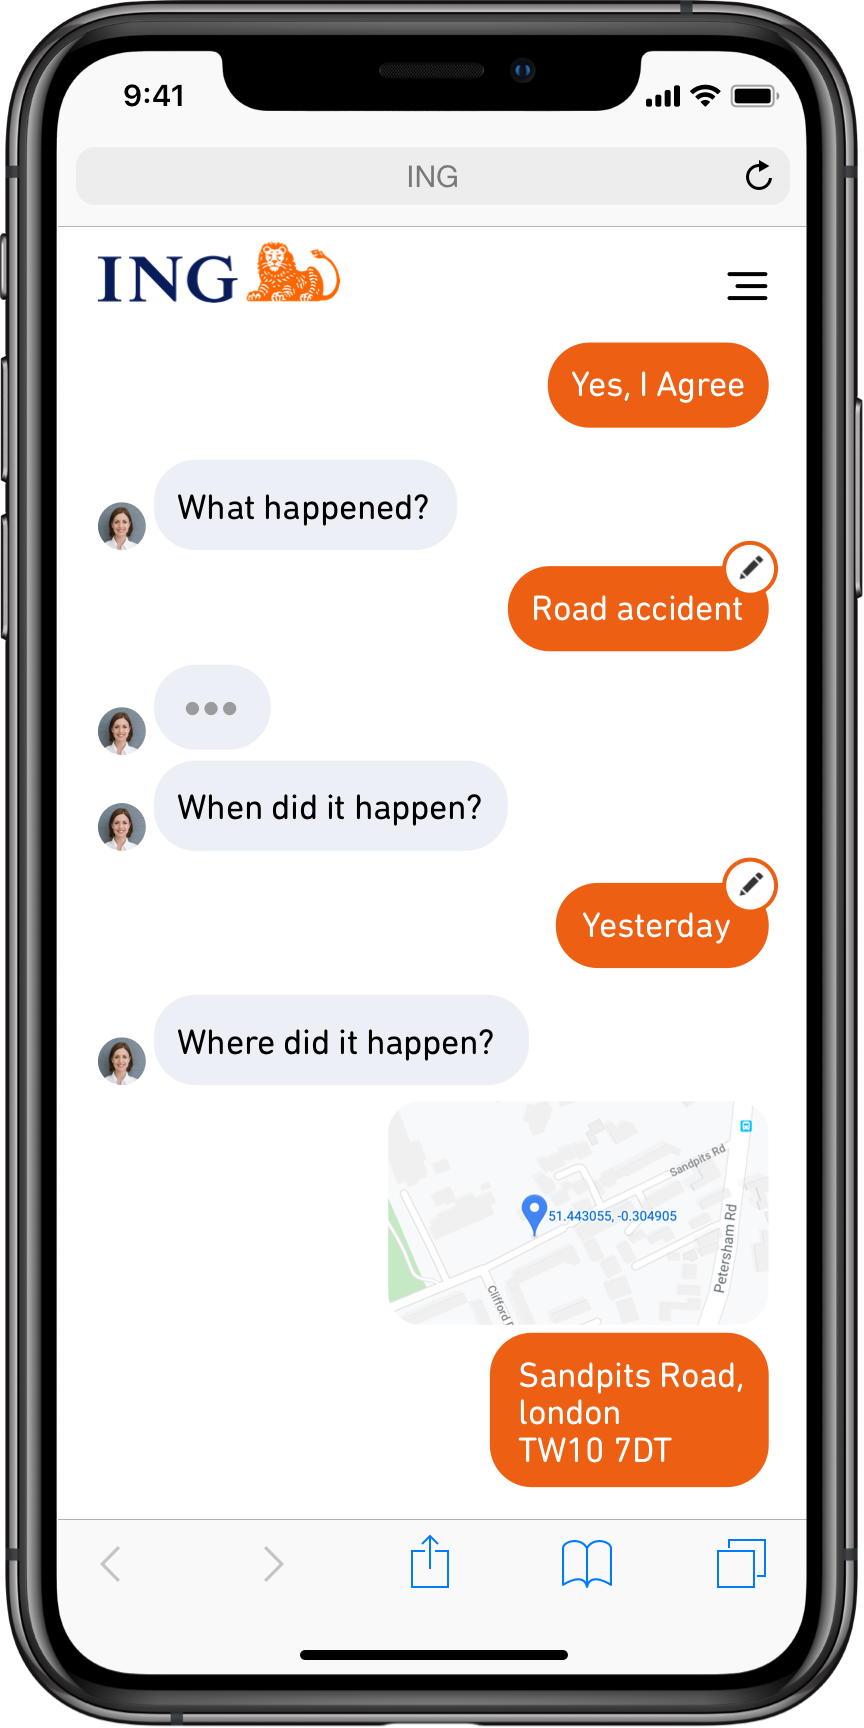 9:41
ING
ING
Yes, I Agree
What happened?
Road accident
When did it happen?
Yesterday
Where did it happen?
Sandpits Rd
51.443055, -0.304905
Petersham Rd
Clifford
Sandpits Road,
london
TW10 7DT